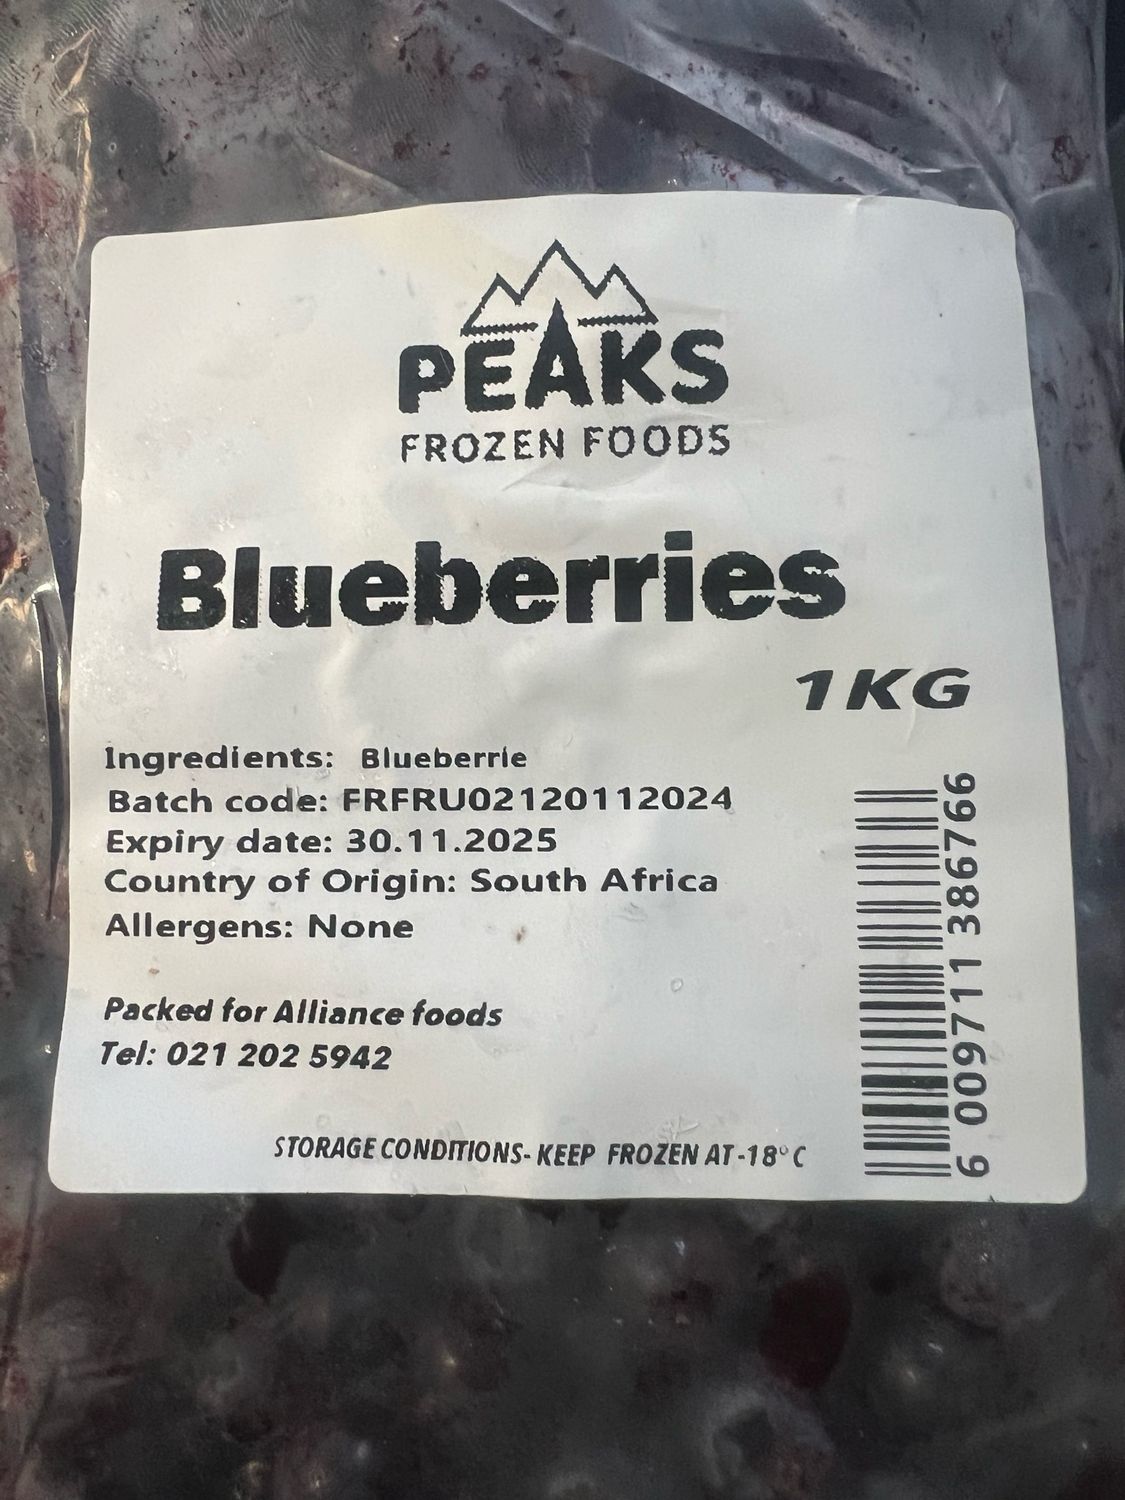 PEAKS
FROZEN FOODS
Blueberries
1KG
Ingredients: Blueberrie
Batch code: FRFRU02120112024
Expiry date: 30.11.2025
Country of Origin: South Africa
Allergens: None
Packed for Alliance foods
Tel: 021 202 5942
STORAGE CONDITIONS- KEEP FROZEN AT -18°C
6 009711 386766